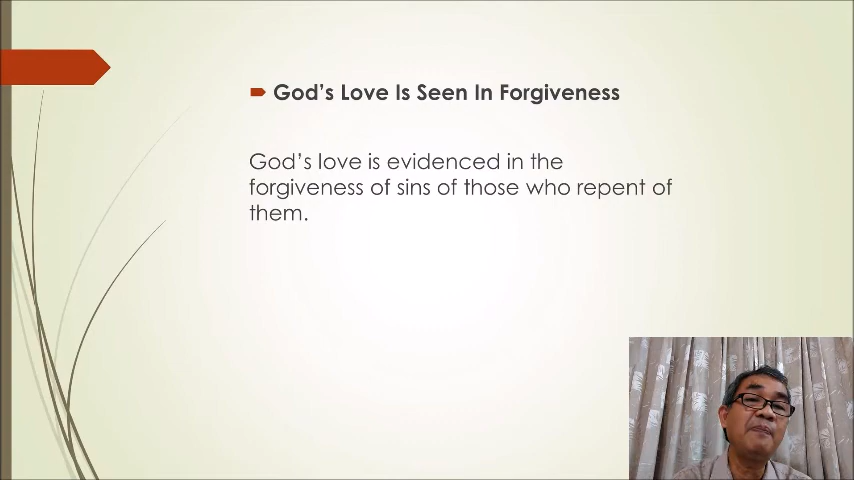 God's Love Is Seen In Forgiveness
God's love is evidenced in the
forgiveness of sins of those who repent of
them.